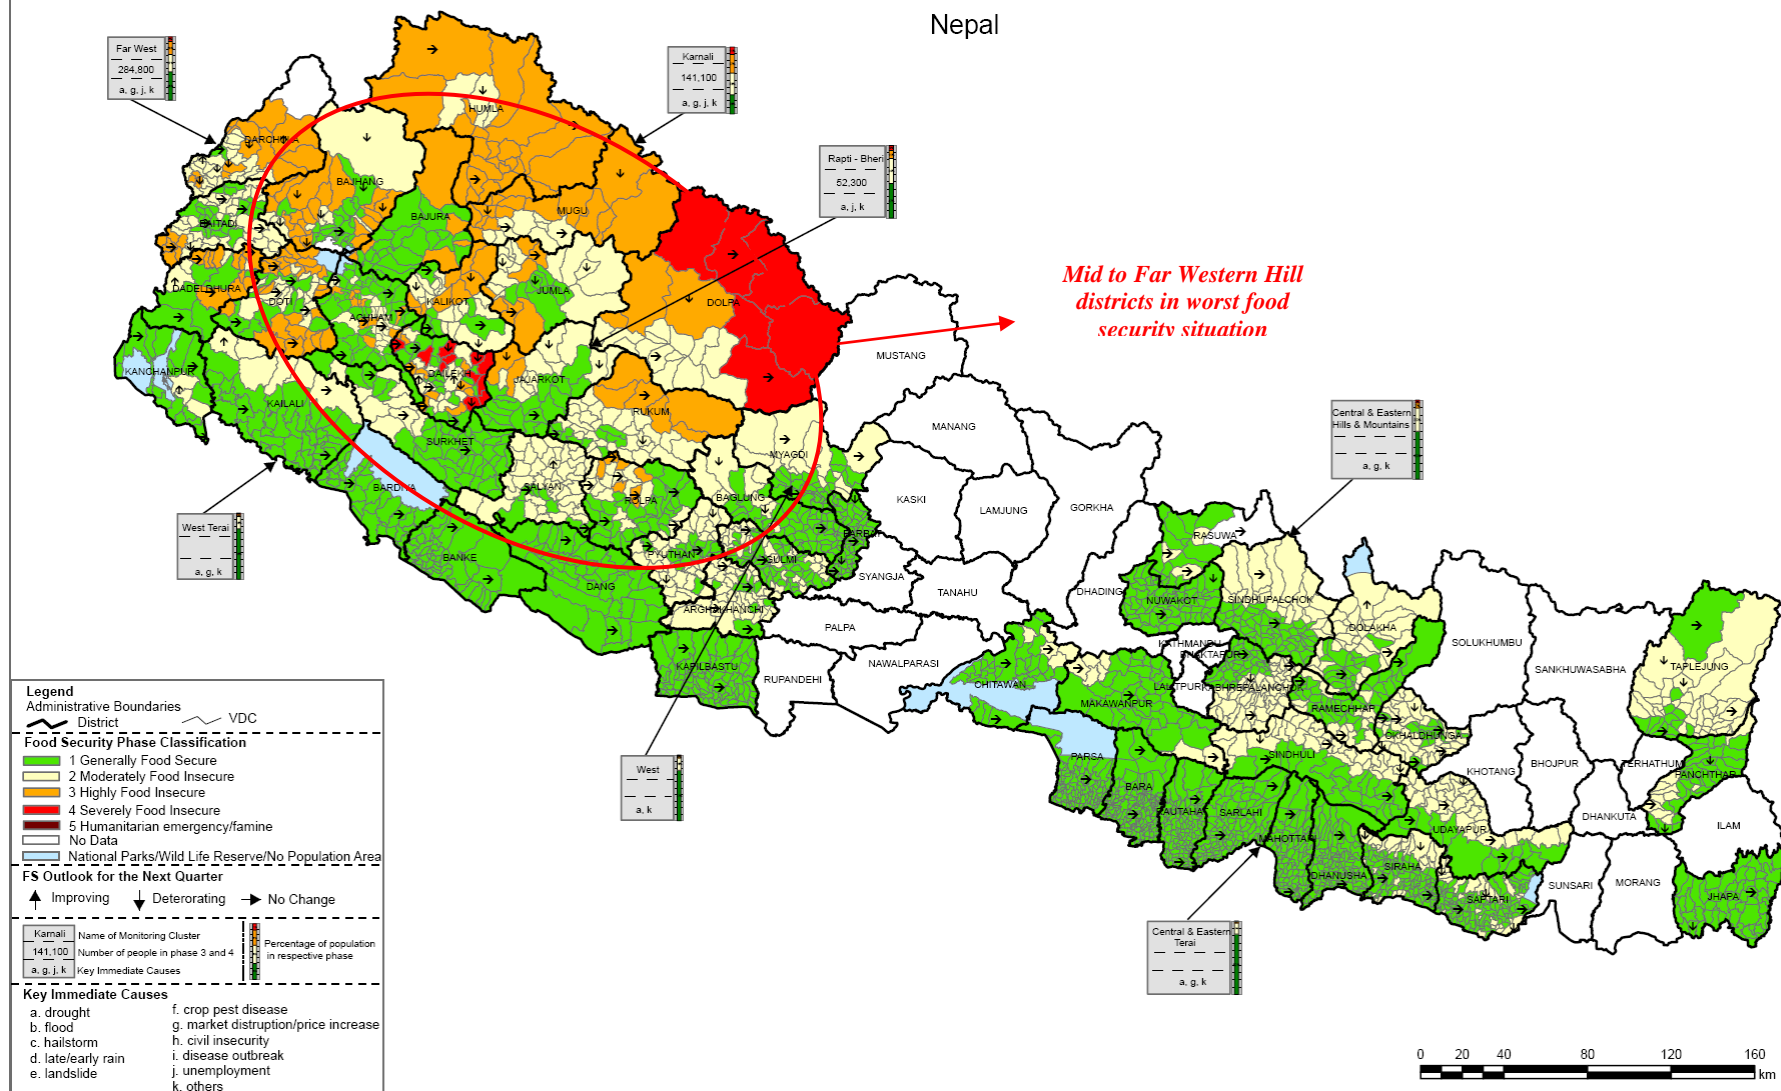 Nepal
Far West
284,800
a, g, j, k
Karnali
141,100
a, g, j, k
Rapti - Bheri
52,300
a, j, k
Mid to Far Western Hill
districts in worst food
security situation
Central & Eastern
Hills & Mountains
a, g, k
West Terai
a, g, k
West
a, k
Central & Eastern
Terai
a, g, k
HUMLA
DARCHULA
BAJHANG
BAITADI
BAJURA
MUGU
DADELDHURA
DOTI
ACHHAM
KALIKOT
JUMLA
DOLPA
MUSTANG
KANCHANPUR
KAILALI
DAILEKH
JAJARKOT
RUKUM
MANANG
SURKHET
MYAGDI
BARDIYA
SALYAN
ROLPA
BAGLUNG
KASKI
LAMJUNG
GORKHA
PARBAT
RASUWA
BANKE
PYUTHAN
GULMI
SYANGJA
DANG
TANAHU
DHADING
NUWAKOT
SINDHUPALCHOK
ARGHAKHANCHI
PALPA
DOLAKHA
KATHMANDU
BHAKTAPUR
SOLUKHUMBU
SANKHUWASABHA
TAPLEJUNG
KAPILBASTU
RUPANDEHI
NAWALPARASI
CHITAWAN
LALITPUR
KABHREPALANCHOK
MAKAWANPUR
RAMECHHAP
OKHALDHUNGA
PARSA
SINDHULI
KHOTANG
BHOJPUR
TERHATHUM
PANCHTHAR
BARA
RAUTAHAT
SARLAHI
MAHOTTARI
UDAYAPUR
DHANKUTA
ILAM
DHANUSHA
SIRAHA
SAPTARI
SUNSARI
MORANG
JHAPA
Legend
Administrative Boundaries
District VDC
Food Security Phase Classification
1 Generally Food Secure
2 Moderately Food Insecure
3 Highly Food Insecure
4 Severely Food Insecure
5 Humanitarian emergency/famine
No Data
National Parks/Wild Life Reserve/No Population Area
FS Outlook for the Next Quarter
Improving Deterorating No Change
Karnali Name of Monitoring Cluster
141,100 Number of people in phase 3 and 4
a, g, j, k Key Immediate Causes
Percentage of population
in respective phase
Key Immediate Causes
a. drought
b. flood
c. hailstorm
d. late/early rain
e. landslide
f. crop pest disease
g. market distruption/price increase
h. civil insecurity
i. disease outbreak
j. unemployment
k. others
0 20 40 80 120 160
km